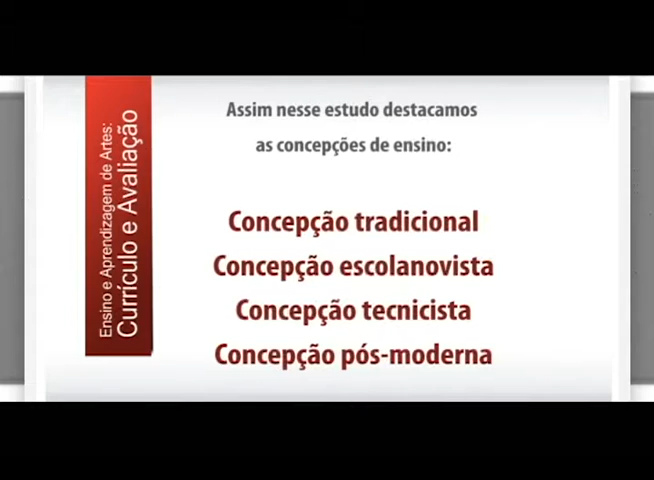 Ensino e Aprendizagem de Artes:
Currículo e Avaliação
Assim nesse estudo destacamos
as concepções de ensino:
Concepção tradicional
Concepção escolanovista
Concepção tecnicista
Concepção pós-moderna